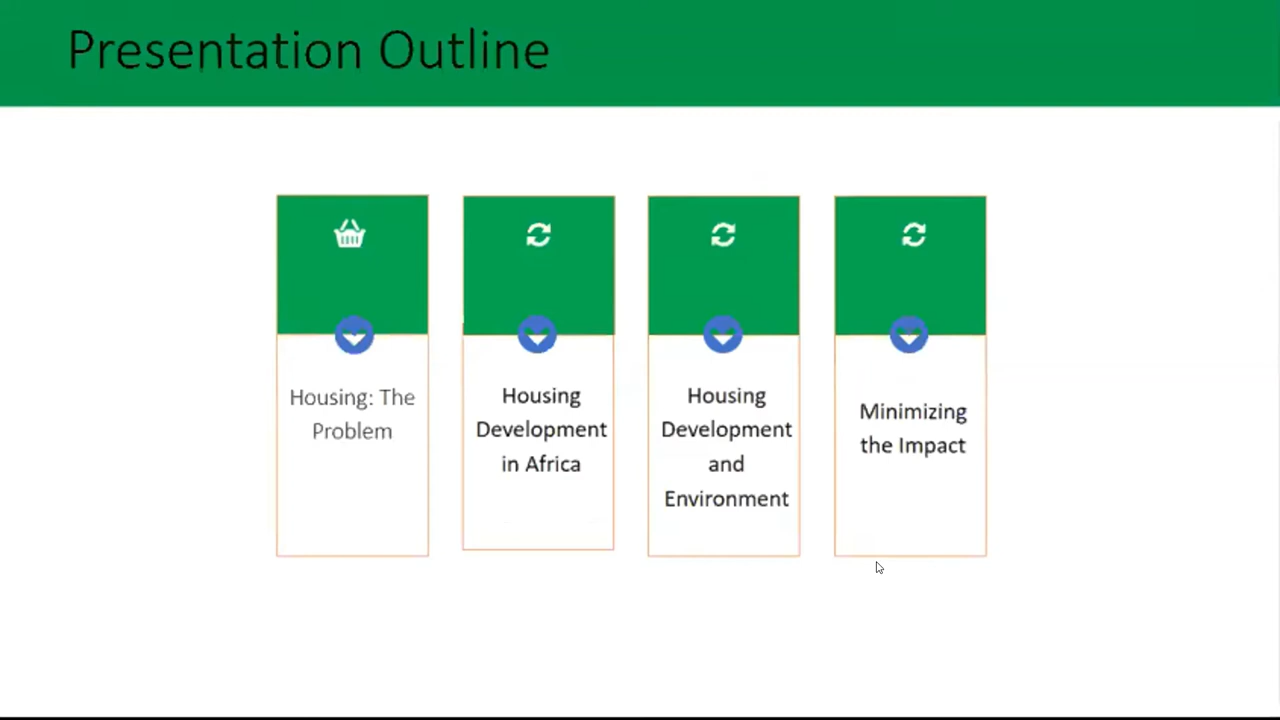 Presentation Outline
Housing: The
Problem
Housing
Development
in Africa
Housing
Development
and
Environment
Minimizing
the Impact